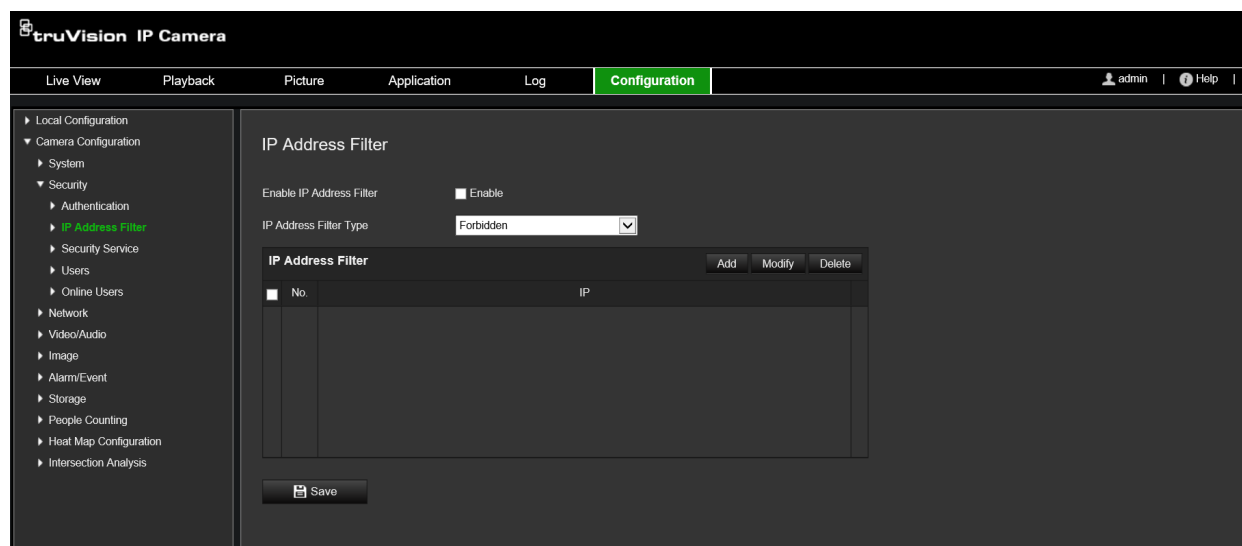 truVision IP Camera
Live View Playback Picture Application Log Configuration admin | Help |
Local Configuration
Camera Configuration
System
Security
Authentication
IP Address Filter
Security Service
Users
Online Users
Network
Video/Audio
Image
Alarm/Event
Storage
People Counting
Heat Map Configuration
Intersection Analysis
IP Address Filter
Enable IP Address Filter Enable
IP Address Filter Type Forbidden
IP Address Filter Add Modify Delete
No. IP
Save